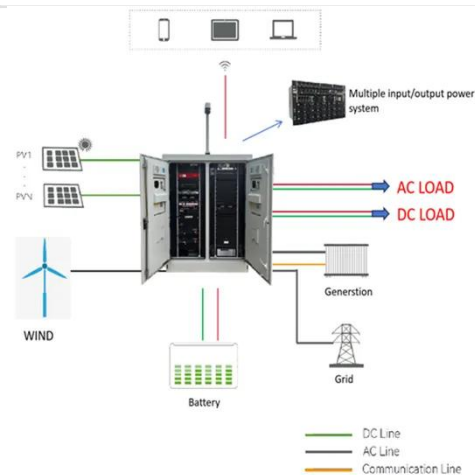 Multiple input/output power
system
PV1
PVN
AC LOAD
DC LOAD
Generstion
WIND
Grid
Battery
DC Line
AC Line
Communication Line